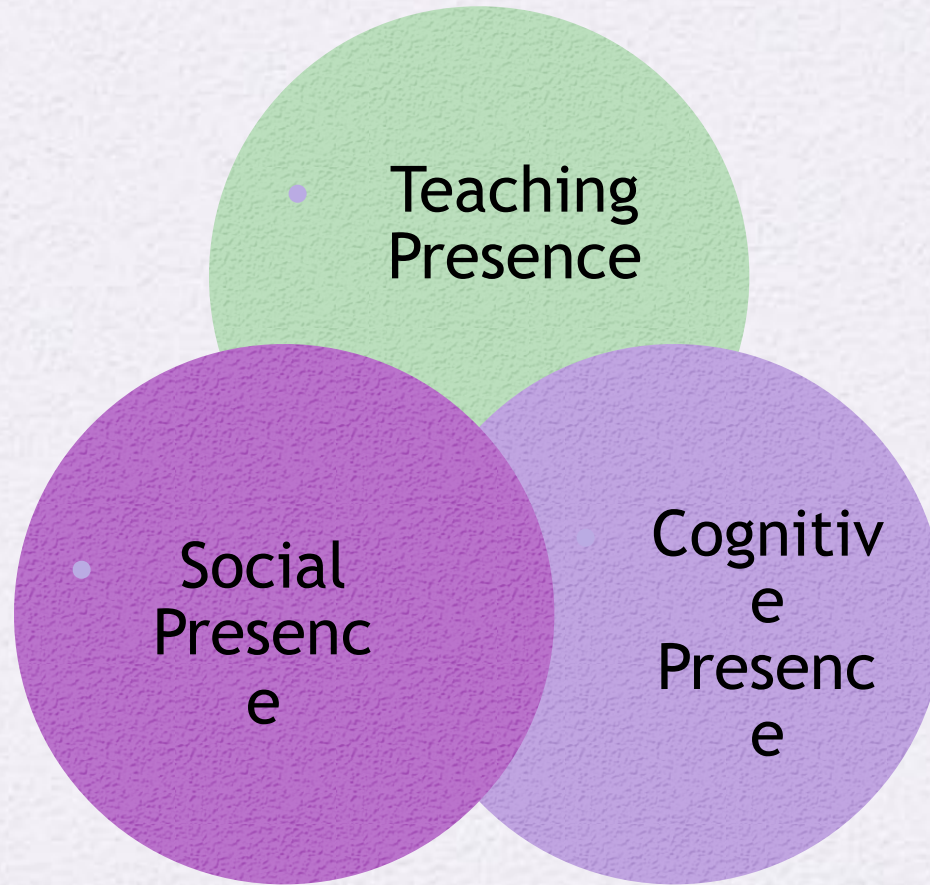 Teaching
Presence
Social
Presenc
e
Cognitiv
e
Presenc
e